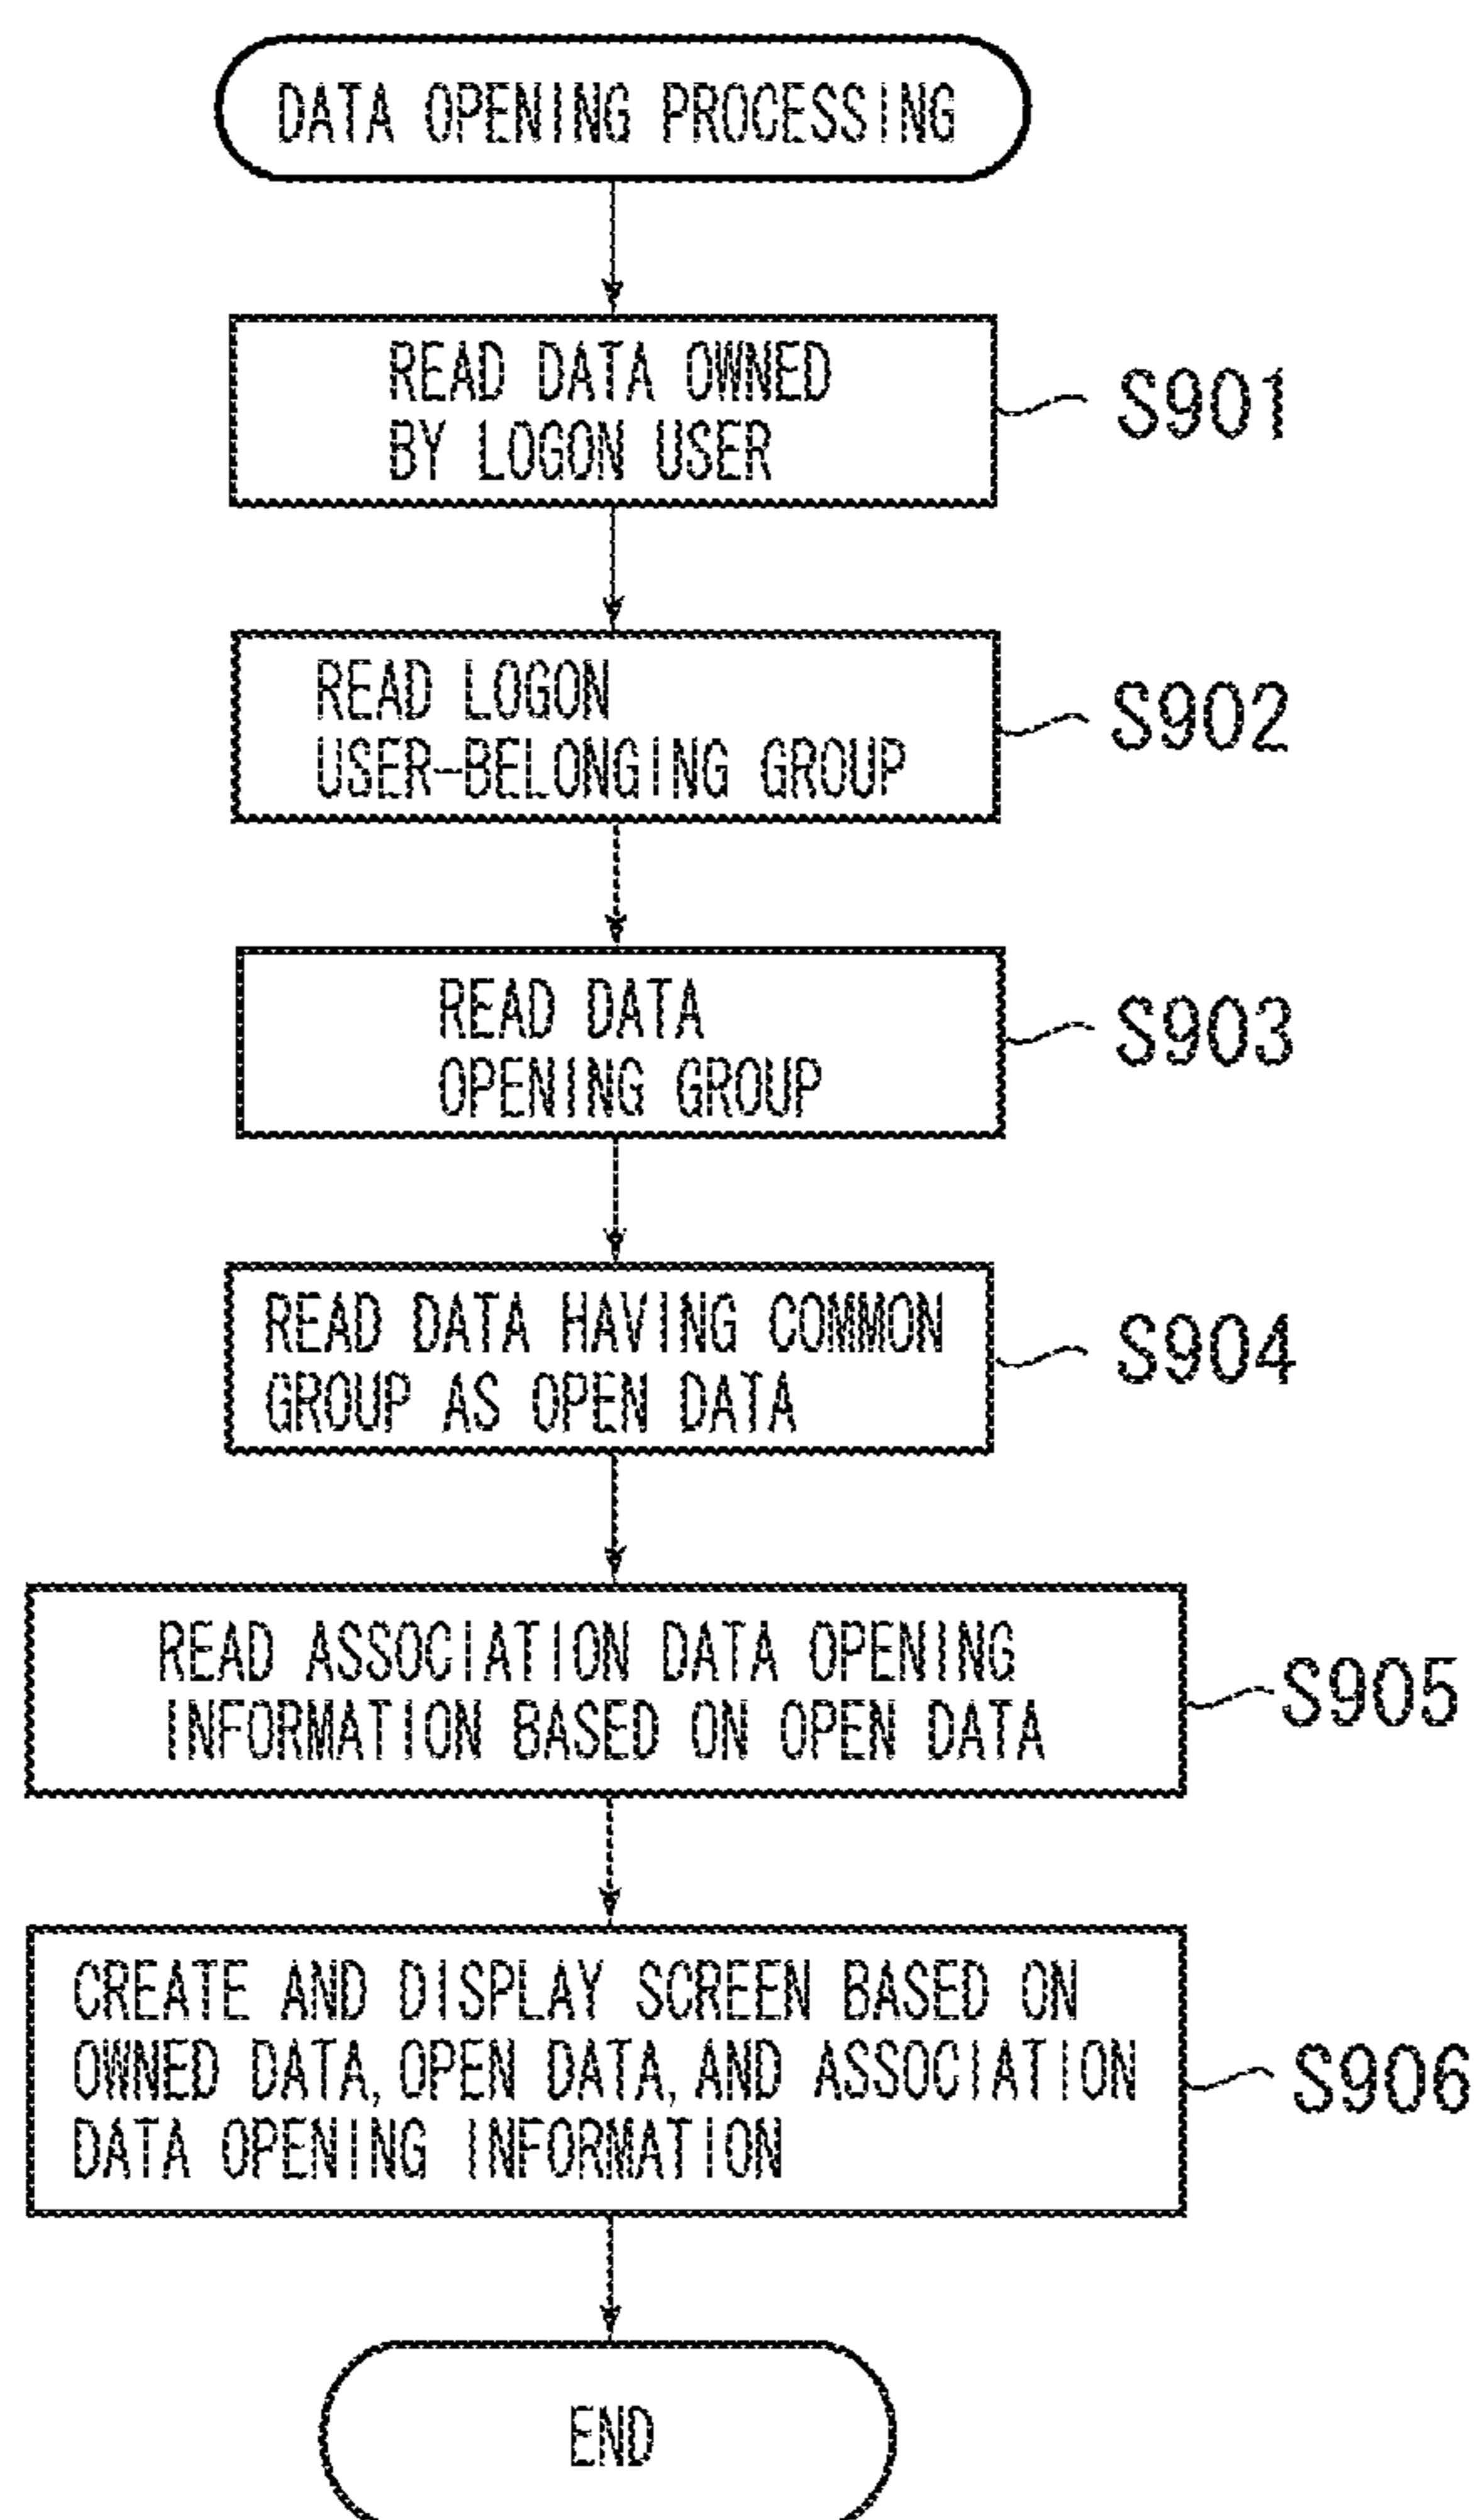 DATA OPENING PROCESSING
READ DATA OWNED
BY LOGON USER
S901
READ LOGON
USER-BELONGING GROUP
S902
READ DATA
OPENING GROUP
S903
READ DATA HAVING COMMON
GROUP AS OPEN DATA
S904
READ ASSOCIATION DATA OPENING
INFORMATION BASED ON OPEN DATA
S905
CREATE AND DISPLAY SCREEN BASED ON
OWNED DATA, OPEN DATA, AND ASSOCIATION
DATA OPENING INFORMATION
S906
END